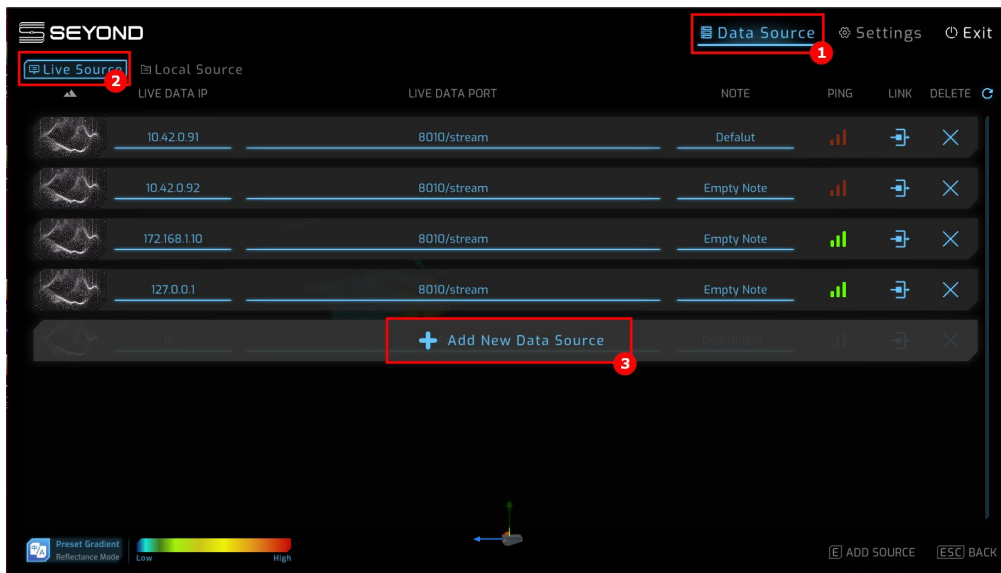 SEYOND
Data Source
Settings
Exit
1
Live Source
Local Source
2
LIVE DATA IP
LIVE DATA PORT
NOTE
PING
LINK
DELETE
10.42.0.91
8010/stream
Defalut
10.42.0.92
8010/stream
Empty Note
172.168.1.10
8010/stream
Empty Note
127.0.0.1
8010/stream
Empty Note
IP
Add New Data Source
Description
3
Preset Gradient
Reflectance Mode
Low
High
E ADD SOURCE
ESC BACK